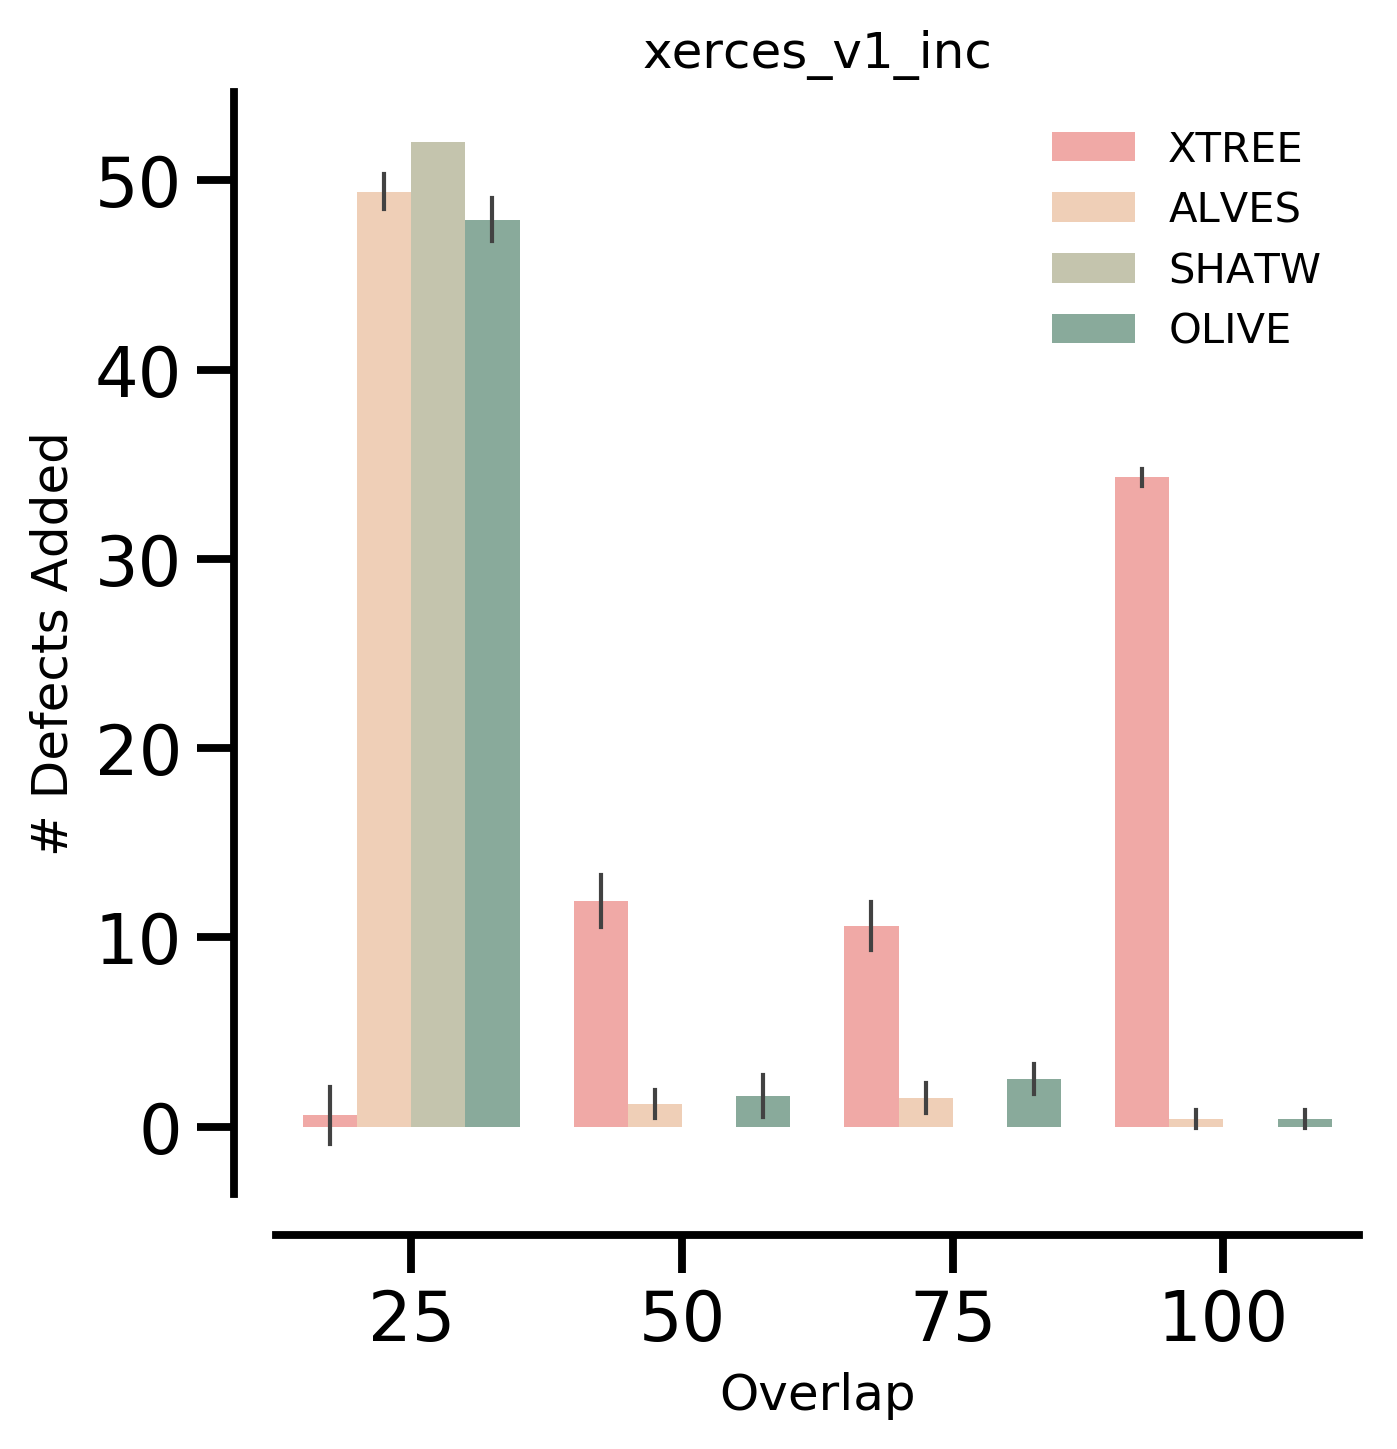 xerces_v1_inc
XTREE
ALVES
SHATW
OLIVE
# Defects Added
50
40
30
20
10
0
25 50 75 100
Overlap